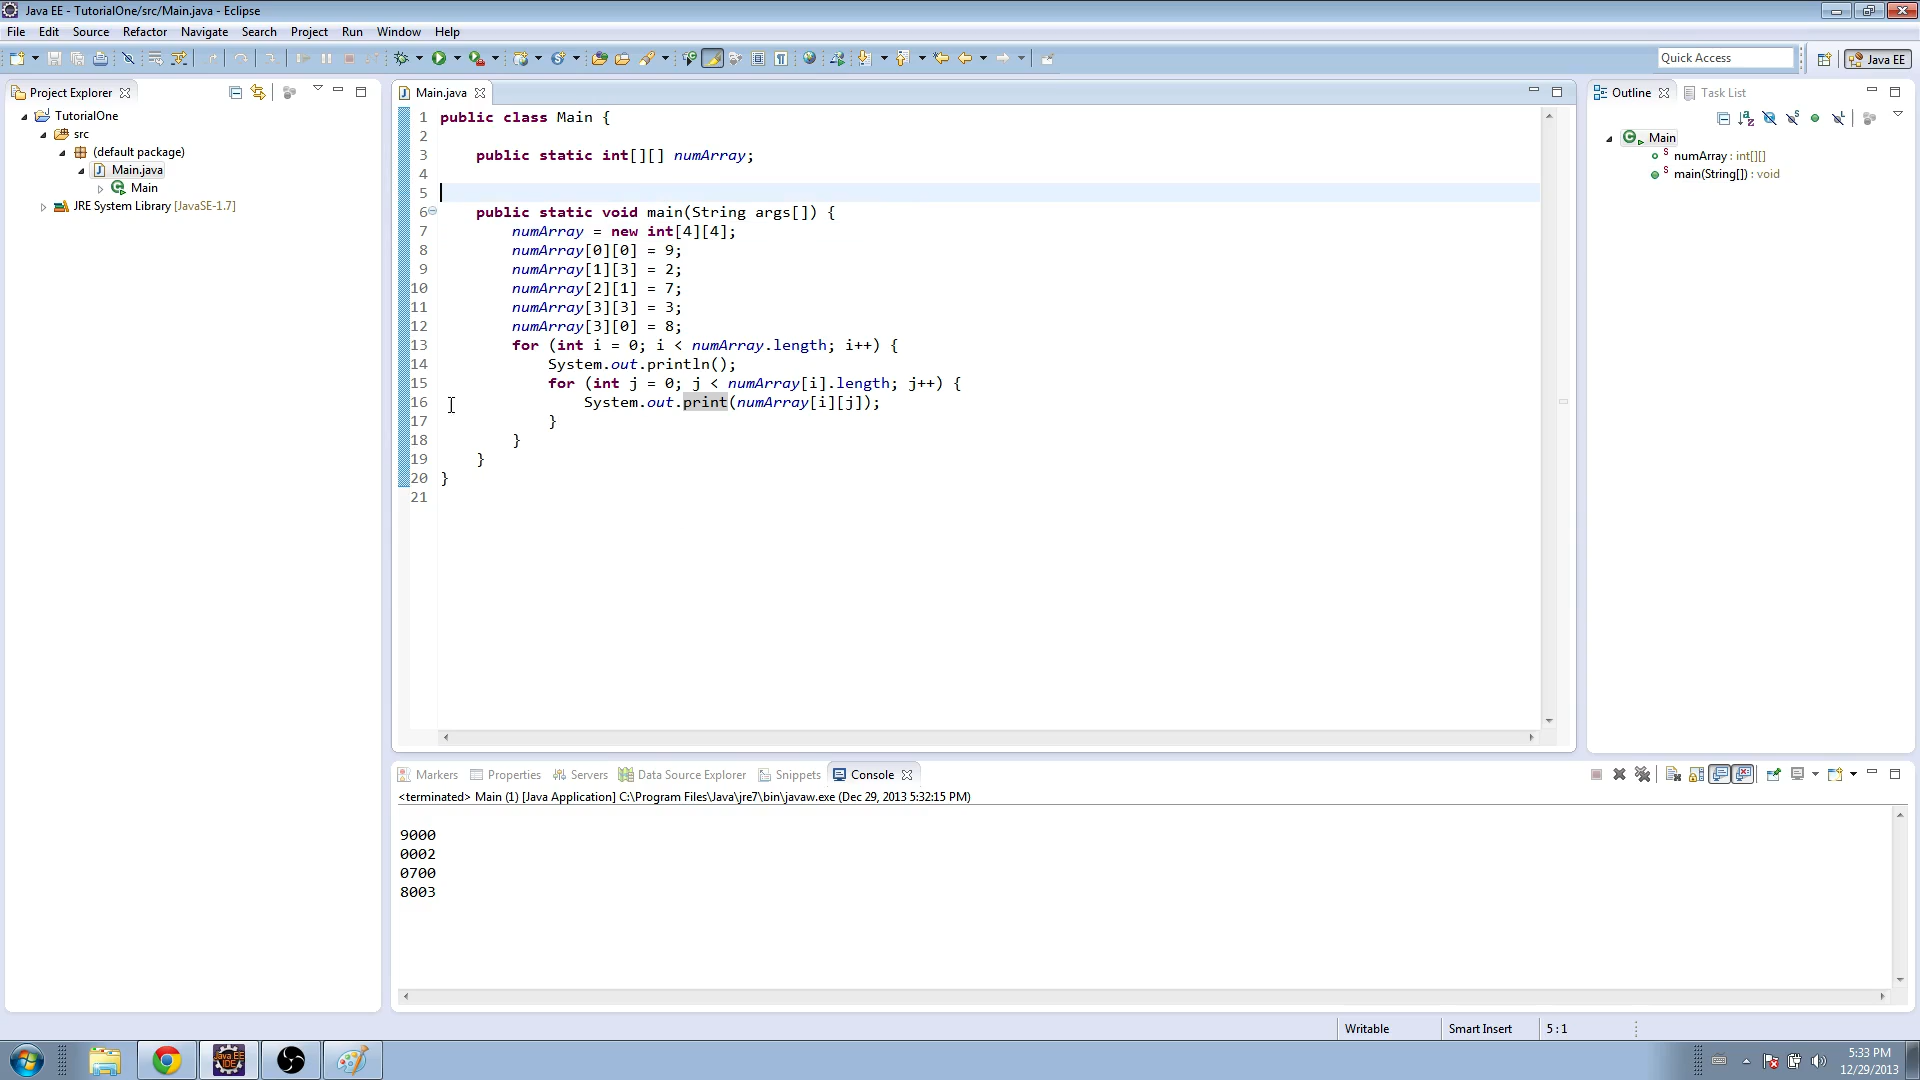 Java EE - TutorialOne/src/Main.java - Eclipse
File Edit Source Refactor Navigate Search Project Run Window Help
Quick Access
Java EE
Project Explorer
TutorialOne
src
(default package)
Main.java
Main
JRE System Library [JavaSE-1.7]
Main.java
1 public class Main {
2
3     public static int[][] numArray;
4
5
6     public static void main(String args[]) {
7         numArray = new int[4][4];
8         numArray[0][0] = 9;
9         numArray[1][3] = 2;
10         numArray[2][1] = 7;
11         numArray[3][3] = 3;
12         numArray[3][0] = 8;
13         for (int i = 0; i < numArray.length; i++) {
14             System.out.println();
15             for (int j = 0; j < numArray[i].length; j++) {
16                 System.out.print(numArray[i][j]);
17             }
18         }
19     }
20 }
21
Outline Task List
Main
numArray : int[][]
main(String[]) : void
Markers Properties Servers Data Source Explorer Snippets Console
<terminated> Main (1) [Java Application] C:\Program Files\Java\jre7\bin\javaw.exe (Dec 29, 2013 5:32:15 PM)
9000
0002
0700
8003
Writable Smart Insert 5 : 1
Java EE
IDE
5:33 PM
12/29/2013